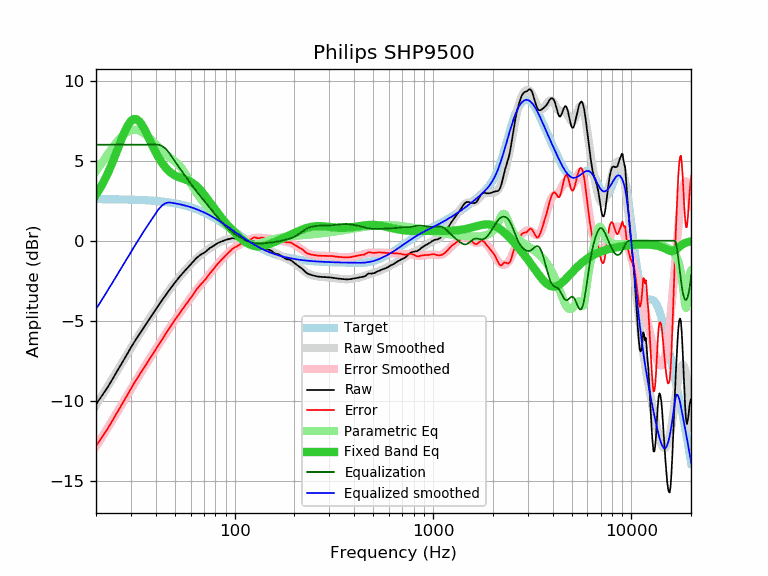 Philips SHP9500
10
5
0
−5
−10
−15
Amplitude (dBr)
Target
Raw Smoothed
Error Smoothed
Raw
Error
Parametric Eq
Fixed Band Eq
Equalization
Equalized smoothed
100
1000
10000
Frequency (Hz)